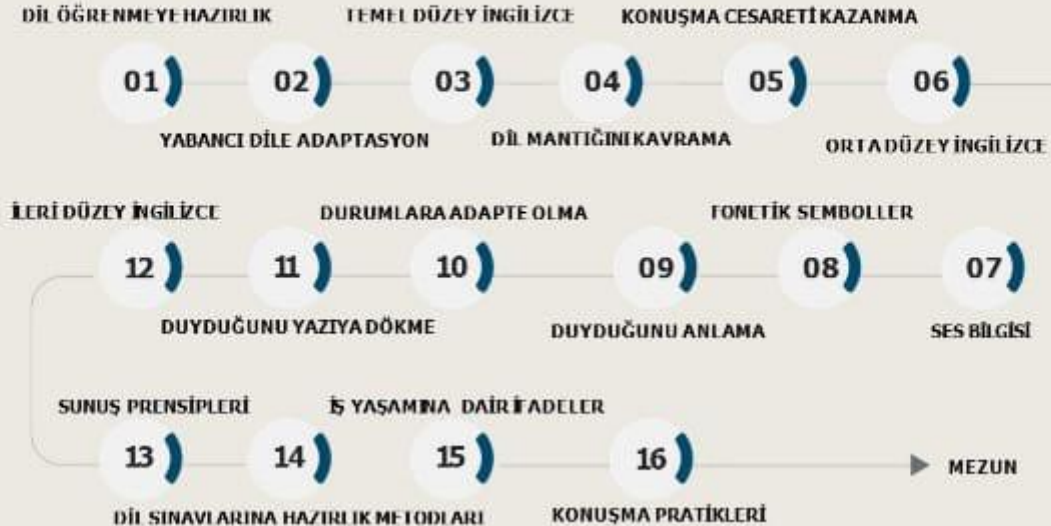 DİL ÖĞRENMEYE HAZIRLIK
TEMEL DÜZEY İNGİLİZCE
KONUŞMA CESARETİ KAZANMA
01
02
03
04
05
06
YABANCI DİLE ADAPTASYON
DİL MANTIĞINI KAVRAMA
ORTA DÜZEY İNGİLİZCE
İLERİ DÜZEY İNGİLİZCE
DURUMLARA ADAPTE OLMA
FONETİK SEMBOLLER
12
11
10
09
08
07
DUYDUĞUNU YAZIYA DÖKME
DUYDUĞUNU ANLAMA
SES BİLGİSİ
SUNUŞ PRENSİPLERİ
İŞ YAŞAMINA DAİR İFADELER
13
14
15
16
MEZUN
DİL SINAVLARINA HAZIRLIK METODLARI
KONUŞMA PRATİKLERİ